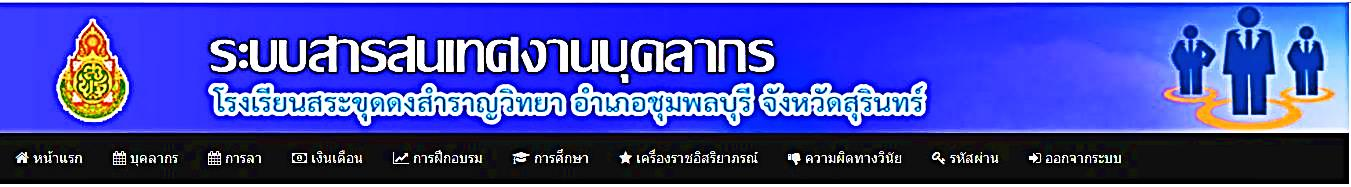 ระบบสารสนเทศงานบุคลากร
โรงเรียนสระขุดดงสำราญวิทยา อำเภอชุมพลบุรี จังหวัดสุรินทร์
หน้าแรก บุคลากร การลา เงินเดือน การฝึกอบรม การศึกษา เครื่องราชอิสริยาภรณ์ ความผิดทางวินัย รหัสผ่าน ออกจากระบบ